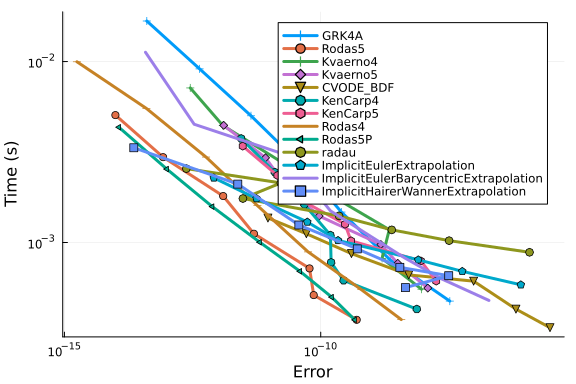 Time (s)
10⁻²
10⁻³
10⁻¹⁵
10⁻¹⁰
Error
GRK4A
Rodas5
Kvaerno4
Kvaerno5
CVODE_BDF
KenCarp4
KenCarp5
Rodas4
Rodas5P
radau
ImplicitEulerExtrapolation
ImplicitEulerBarycentricExtrapolation
ImplicitHairerWannerExtrapolation